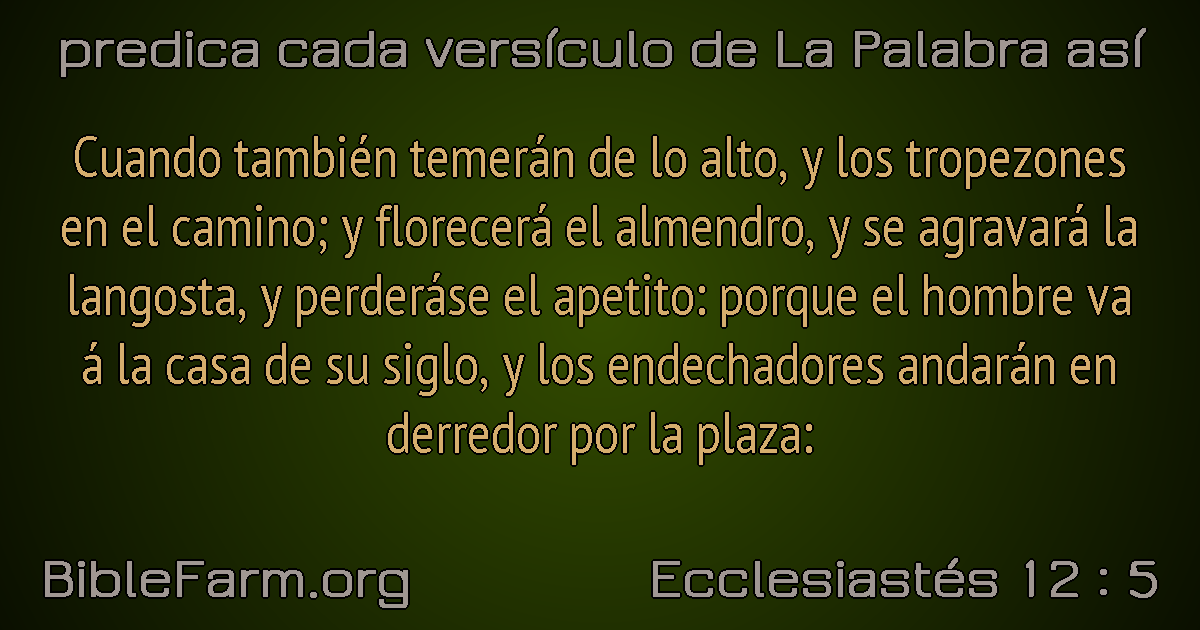 predica cada versículo de La Palabra así
Cuando también temerán de lo alto, y los tropezones
en el camino; y florecerá el almendro, y se agravará la
langosta, y perderáse el apetito: porque el hombre va
á la casa de su siglo, y los endechadores andarán en
derredor por la plaza:
BibleFarm.org
Ecclesiastés 12 : 5